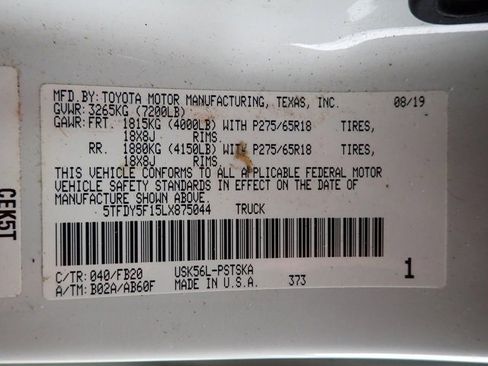 MFD.BY: TOYOTA MOTOR MANUFACTURING, TEXAS, INC. 08/19
GVWR: 3265KG (7200LB)
GAWR: FRT. 1815KG (4000LB) WITH P275/65R18 TIRES,
18X8J RIMS,
RR. 1880KG (4150LB) WITH P275/65R18 TIRES,
18X8J RIMS,
THIS VEHICLE CONFORMS TO ALL APPLICABLE FEDERAL MOTOR
VEHICLE SAFETY STANDARDS IN EFFECT ON THE DATE OF
MANUFACTURE SHOWN ABOVE.
5TFDY5F15LX875044 TRUCK
C/TR: 040/FB20 USK56L-PSTSKA 1
A/TM: B02A/AB60F MADE IN U.S.A. 373
CEK5T